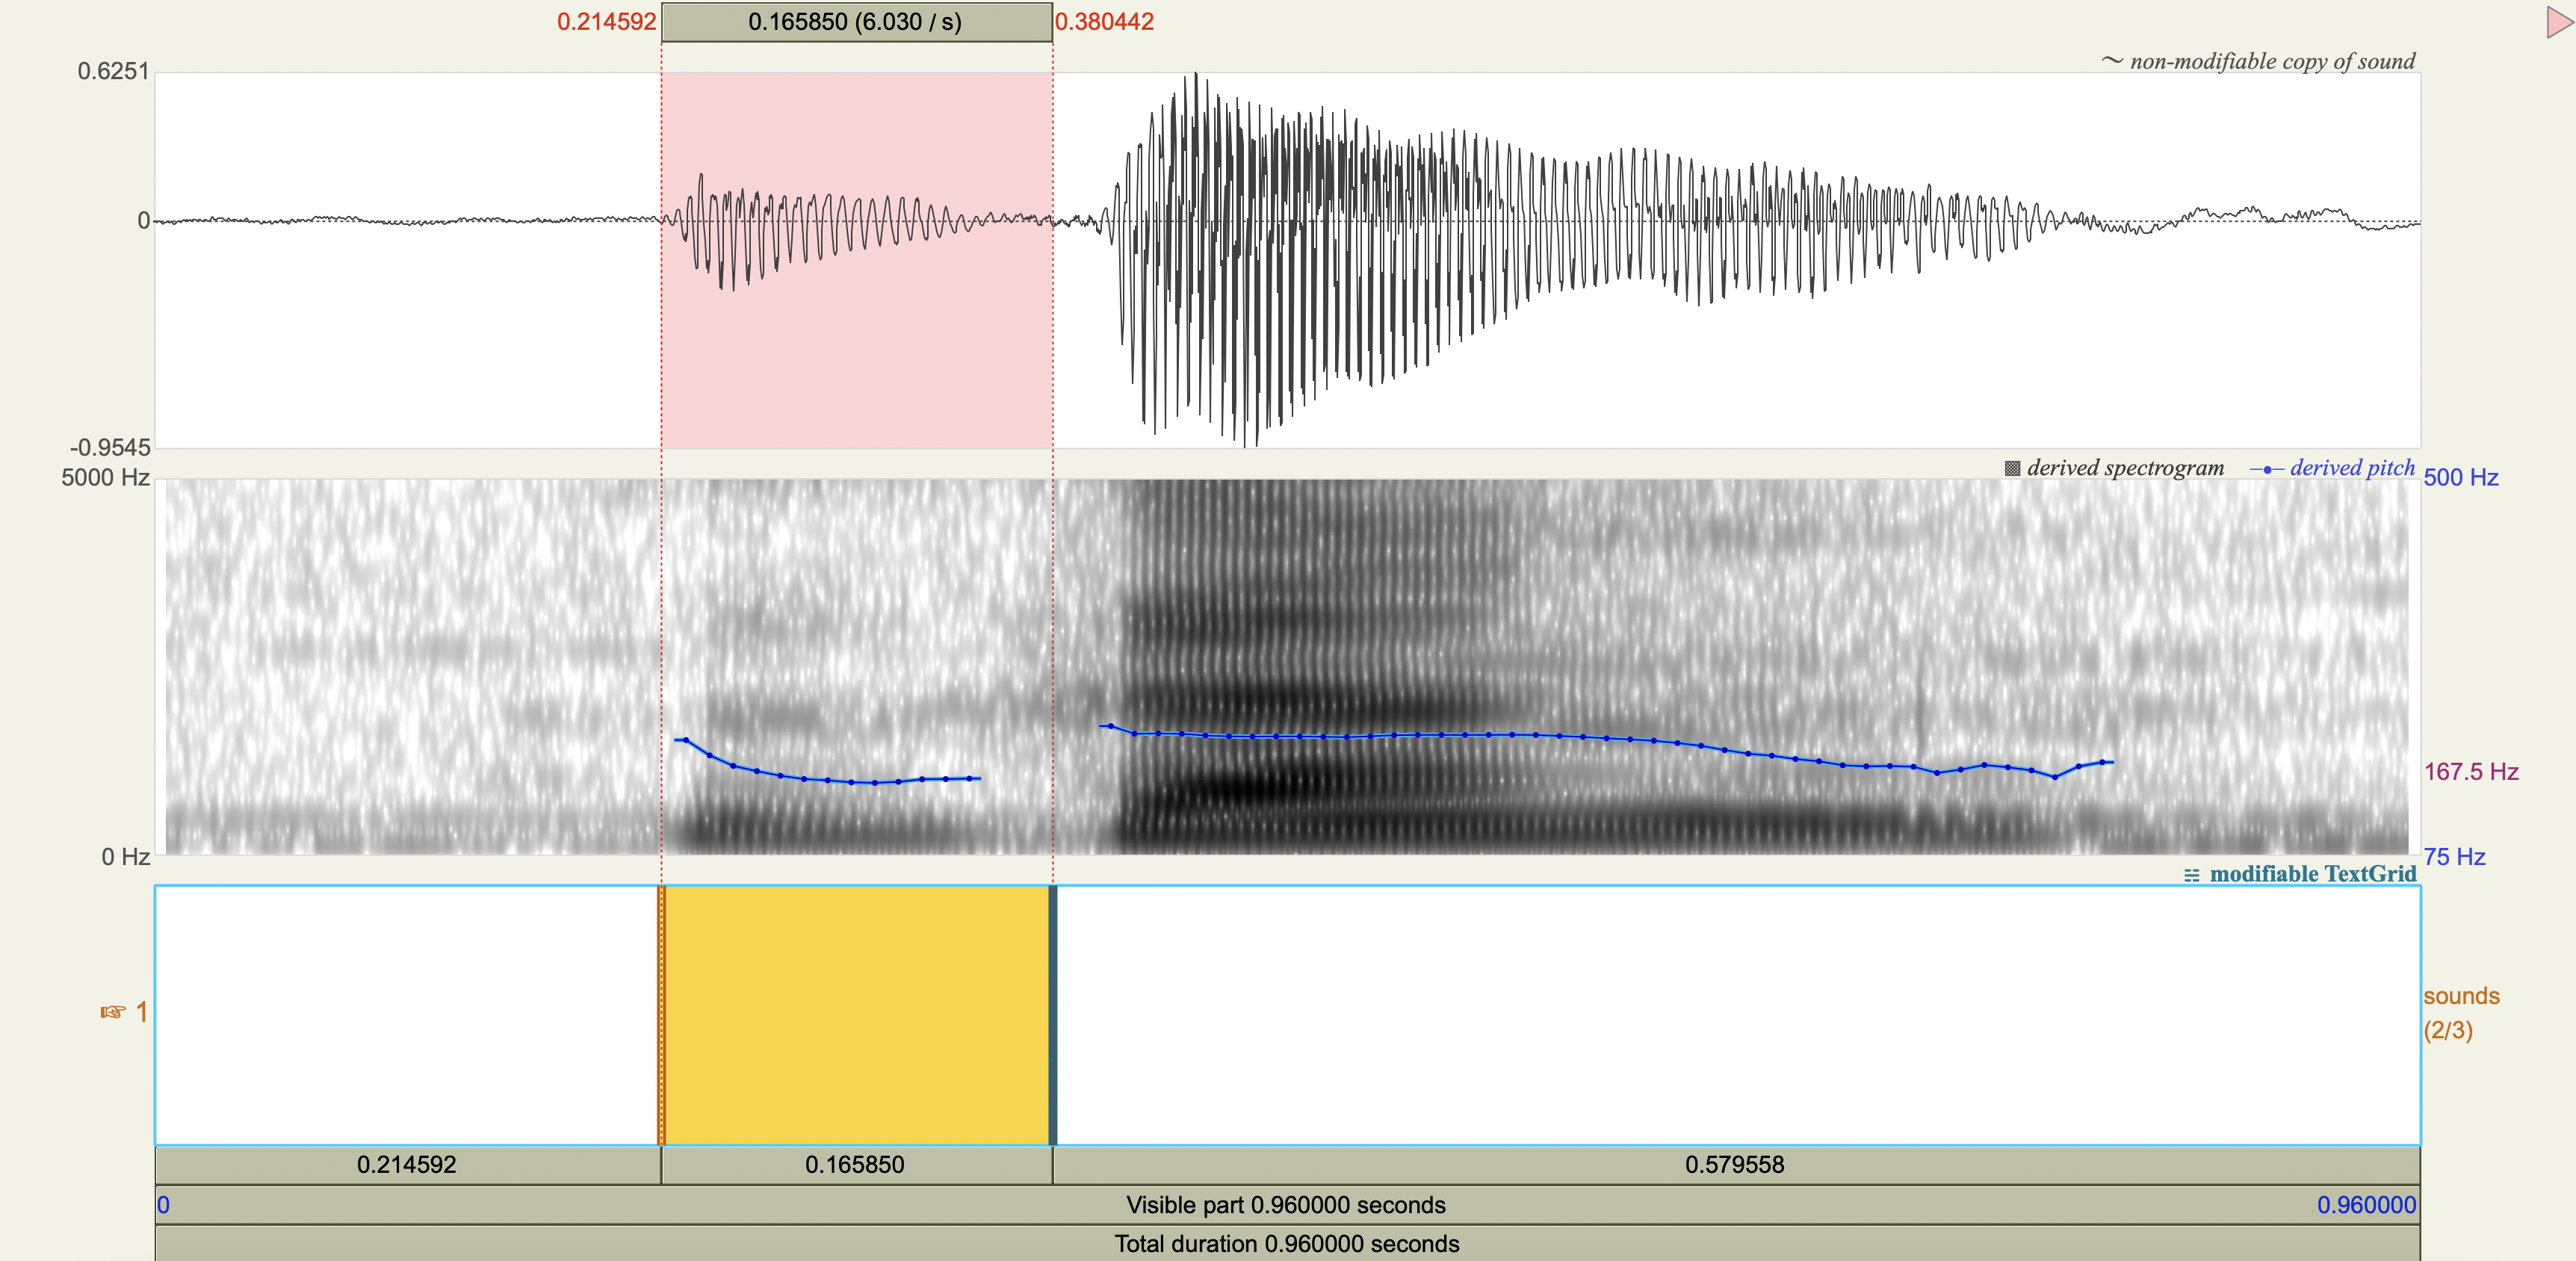 0.214592 0.165850 (6.030 / s) 0.380442
0.6251 ~ non-modifiable copy of sound
0
-0.9545
5000 Hz derived spectrogram derived pitch 500 Hz
167.5 Hz
0 Hz 75 Hz
modifiable TextGrid
☞ 1 sounds
(2/3)
0.214592 0.165850 0.579558
0 Visible part 0.960000 seconds 0.960000
Total duration 0.960000 seconds